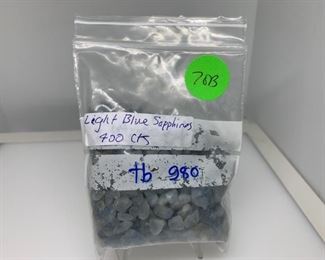 70B
Light Blue Sapphires
400 cts
tb 980